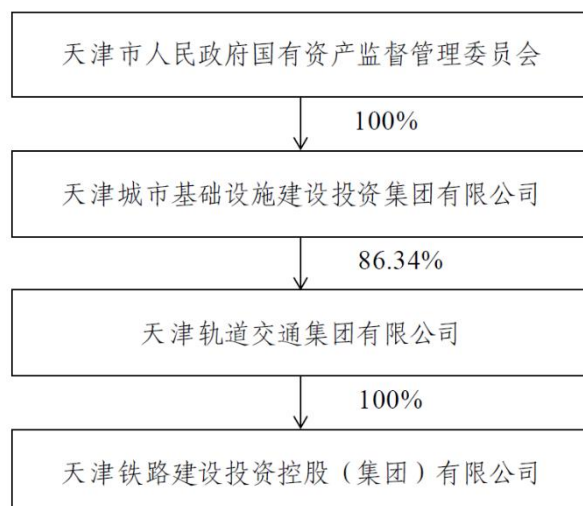 天津市人民政府国有资产监督管理委员会
100%
天津城市基础设施建设投资集团有限公司
86.34%
天津轨道交通集团有限公司
100%
天津铁路建设投资控股（集团）有限公司